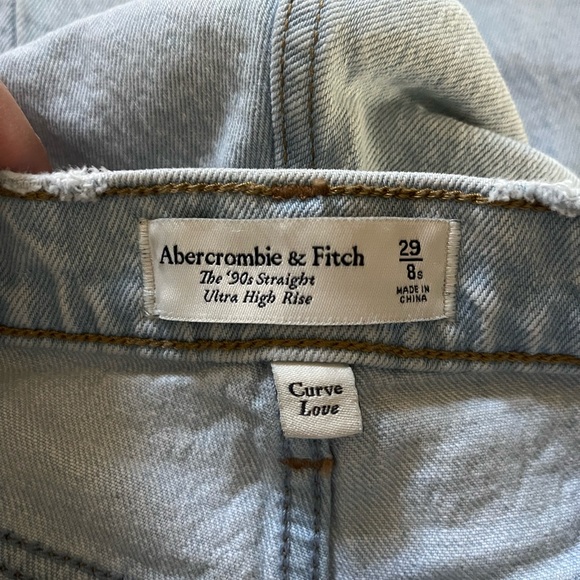 Abercrombie & Fitch
The ‘90s Straight
Ultra High Rise
29
8s
MADE IN
CHINA
Curve
Love